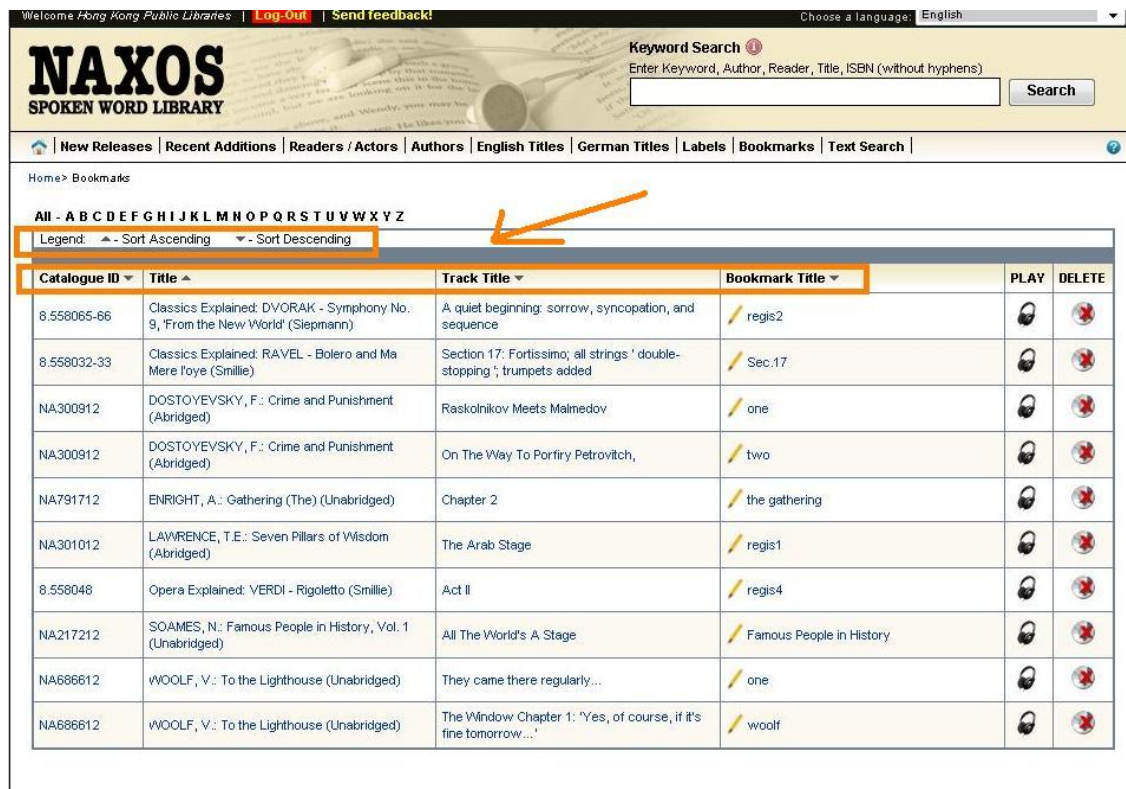 Welcome Hong Kong Public Libraries | Log-Out | Send feedback!
Choose a language: English
NAXOS
SPOKEN WORD LIBRARY
Keyword Search
Enter Keyword, Author, Reader, Title, ISBN (without hyphens)
Search
New Releases | Recent Additions | Readers / Actors | Authors | English Titles | German Titles | Labels | Bookmarks | Text Search |
Home> Bookmarks
All - A B C D E F G H I J K L M N O P Q R S T U V W X Y Z
Legend: - Sort Ascending - Sort Descending
Catalogue ID Title Track Title Bookmark Title PLAY DELETE
8.558065-66
Classics Explained: DVORAK - Symphony No.
9, 'From the New World' (Siepmann)
A quiet beginning: sorrow, syncopation, and
sequence
regis2
8.558032-33
Classics Explained: RAVEL - Bolero and Ma
Mere l'oye (Smillie)
Section 17: Fortissimo; all strings ' double-
stopping '; trumpets added
Sec.17
NA300912
DOSTOYEVSKY, F.: Crime and Punishment
(Abridged)
Raskolnikov Meets Malmedov
one
NA300912
DOSTOYEVSKY, F.: Crime and Punishment
(Abridged)
On The Way To Porfiry Petrovitch,
two
NA791712
ENRIGHT, A.: Gathering (The) (Unabridged)
Chapter 2
the gathering
NA301012
LAWRENCE, T.E.: Seven Pillars of Wisdom
(Abridged)
The Arab Stage
regis1
8.558048
Opera Explained: VERDI - Rigoletto (Smillie)
Act II
regis4
NA217212
SOAMES, N.: Famous People in History, Vol. 1
(Unabridged)
All The World's A Stage
Famous People in History
NA686612
WOOLF, V.: To the Lighthouse (Unabridged)
They came there regularly...
one
NA686612
WOOLF, V.: To the Lighthouse (Unabridged)
The Window Chapter 1: 'Yes, of course, if it's
fine tomorrow...'
woolf